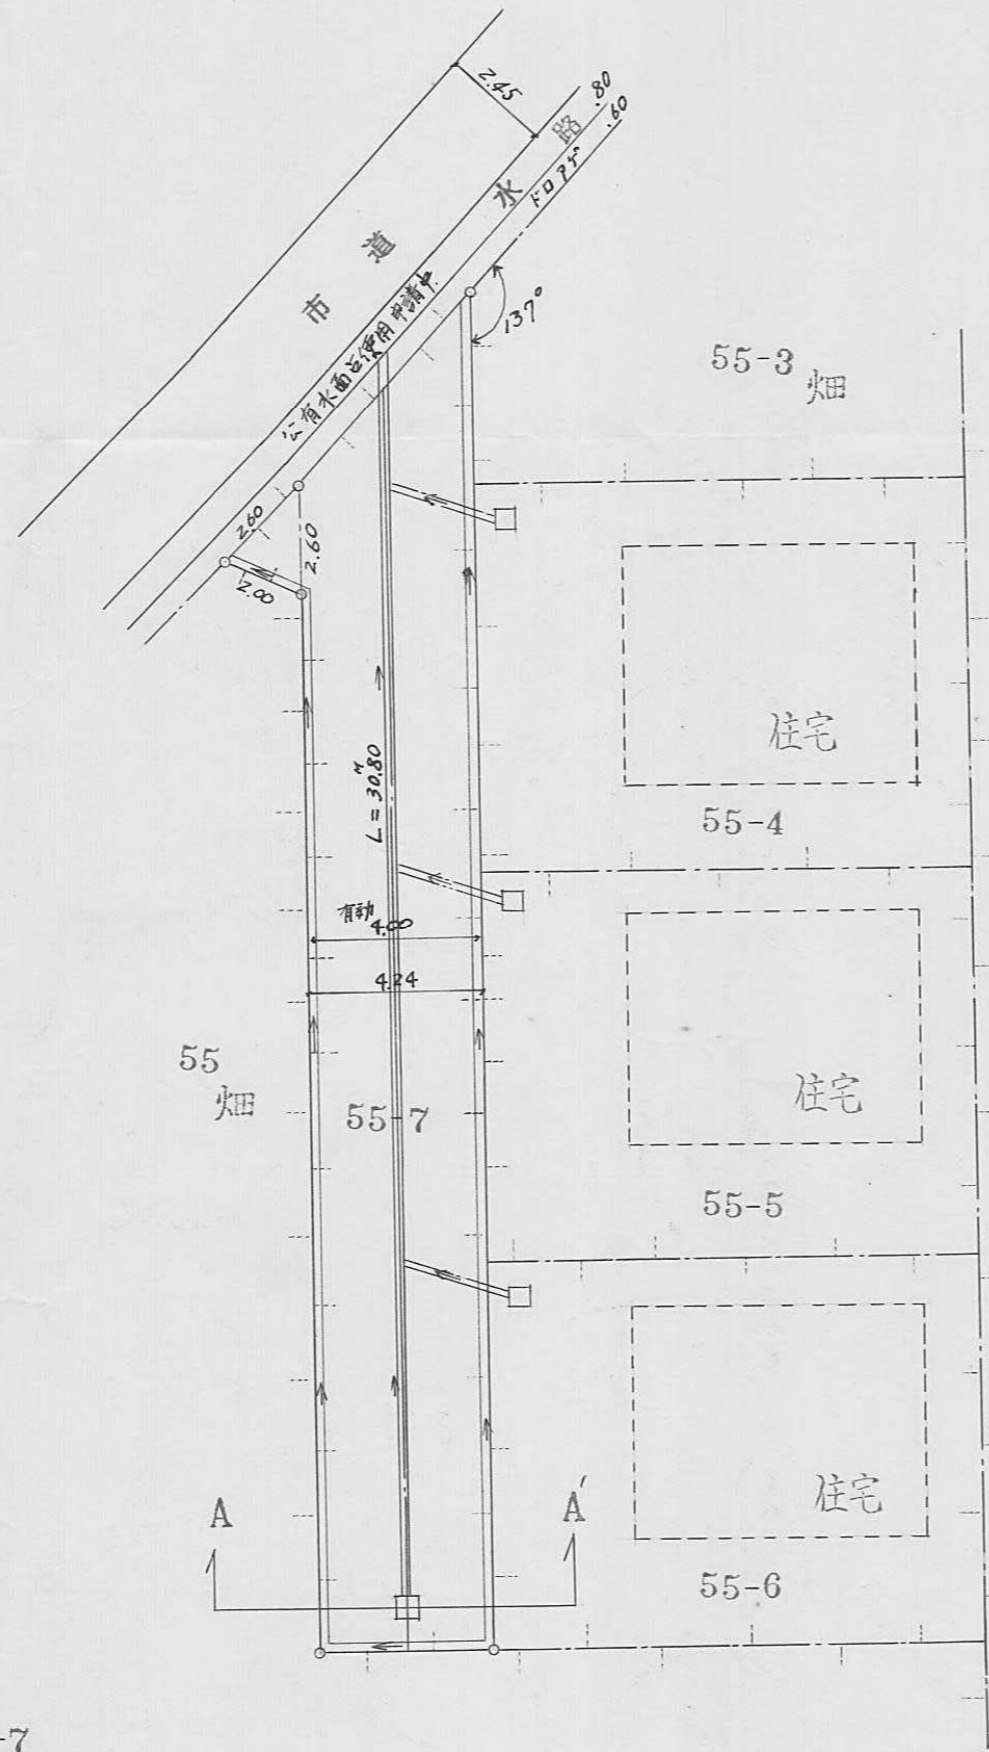 2.45
水路 .80
ドロアゲ .60
市道
公有水面占使用申請中
137°
55-3
畑
2.60
2.60
2.00
住宅
55-4
L=30.80M
有効
4.00
4.24
55
畑
55-7
住宅
55-5
住宅
A
A'
55-6
-7